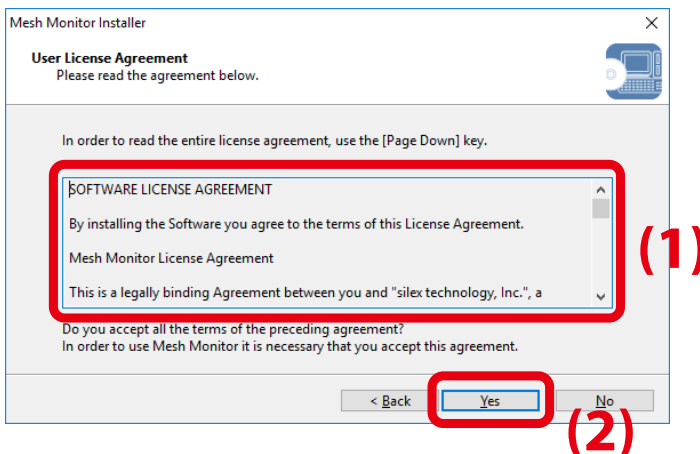 Mesh Monitor Installer
User License Agreement
Please read the agreement below.
In order to read the entire license agreement, use the [Page Down] key.
SOFTWARE LICENSE AGREEMENT
By installing the Software you agree to the terms of this License Agreement.
Mesh Monitor License Agreement
This is a legally binding Agreement between you and "silex technology, Inc.", a
(1)
Do you accept all the terms of the preceding agreement?
In order to use Mesh Monitor it is necessary that you accept this agreement.
< Back Yes No
(2)